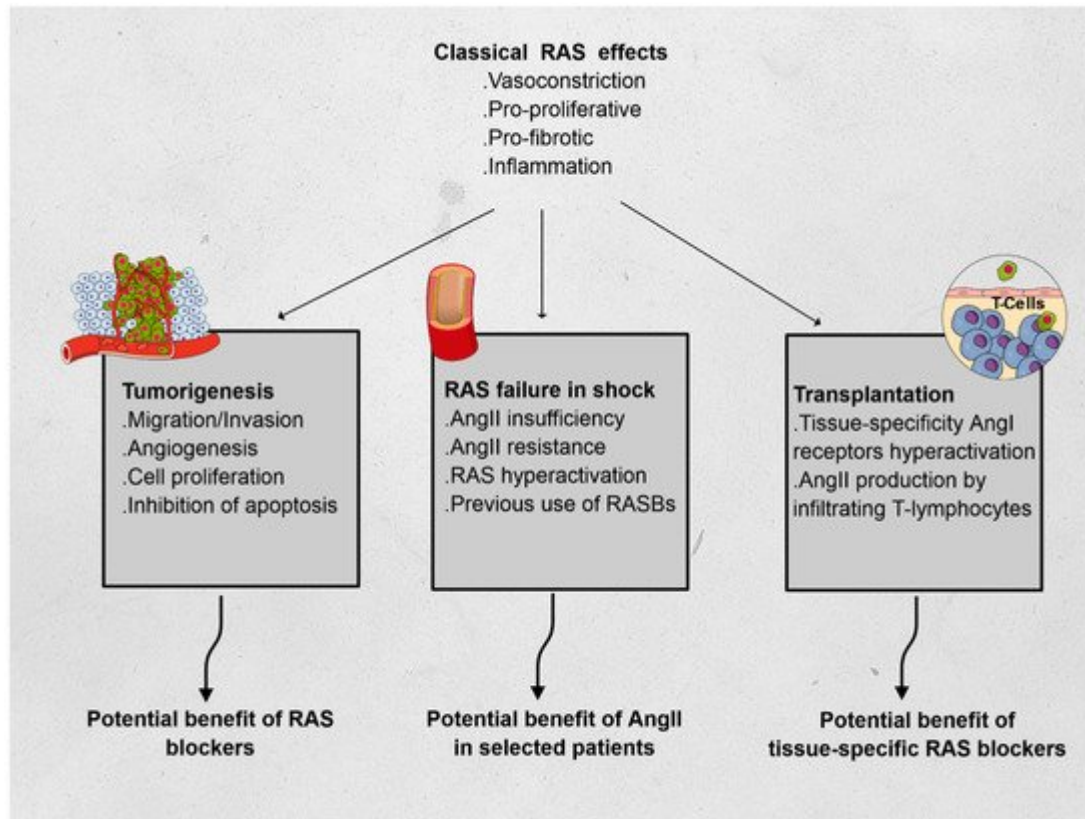 Classical RAS effects
.Vasoconstriction
.Pro-proliferative
.Pro-fibrotic
.Inflammation
T-Cells
Tumorigenesis
.Migration/Invasion
.Angiogenesis
.Cell proliferation
.Inhibition of apoptosis
RAS failure in shock
.AngII insufficiency
.AngII resistance
.RAS hyperactivation
.Previous use of RASBs
Transplantation
.Tissue-specificity AngI
receptors hyperactivation
.AngII production by
infiltrating T-lymphocytes
Potential benefit of RAS
blockers
Potential benefit of AngII
in selected patients
Potential benefit of
tissue-specific RAS blockers